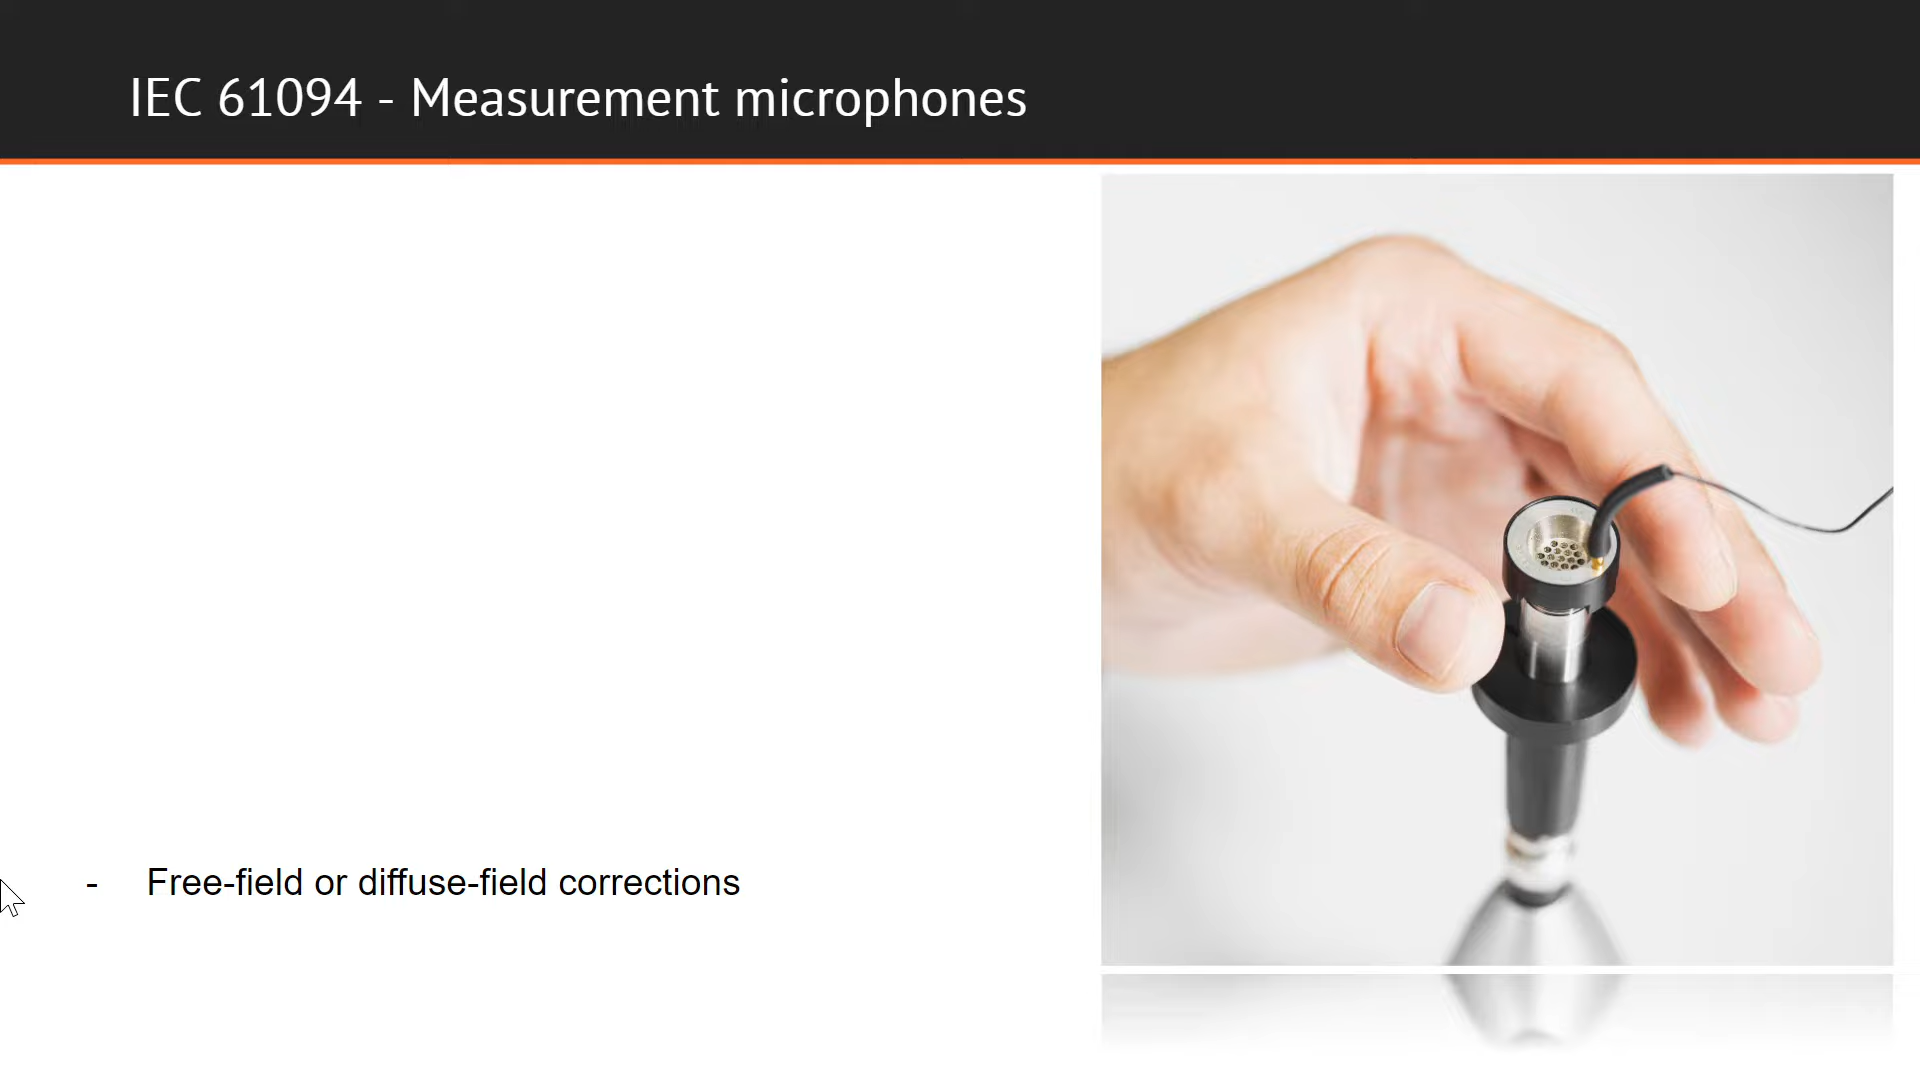 IEC 61094 - Measurement microphones
- Free-field or diffuse-field corrections